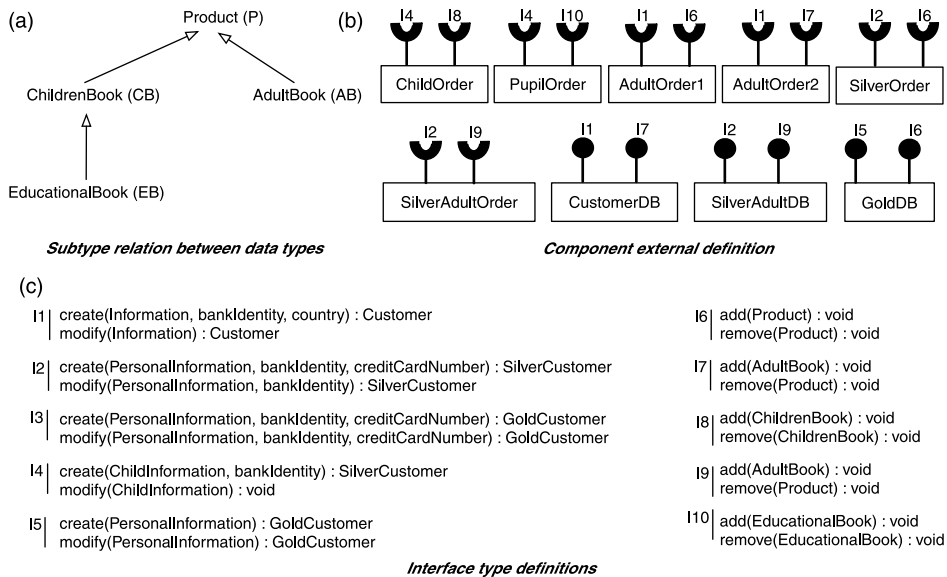 (a)
Product (P)
ChildrenBook (CB)
AdultBook (AB)
EducationalBook (EB)
Subtype relation between data types
(b)
I4 I8 I4 I10 I1 I6 I1 I7 I2 I6
ChildOrder PupilOrder AdultOrder1 AdultOrder2 SilverOrder
I2 I9 I1 I7 I2 I9 I5 I6
SilverAdultOrder CustomerDB SilverAdultDB GoldDB
Component external definition
(c)
I1
create(Information, bankIdentity, country) : Customer
modify(Information) : Customer
I2
create(PersonalInformation, bankIdentity, creditCardNumber) : SilverCustomer
modify(PersonalInformation, bankIdentity) : SilverCustomer
I3
create(PersonalInformation, bankIdentity, creditCardNumber) : GoldCustomer
modify(PersonalInformation, bankIdentity, creditCardNumber) : GoldCustomer
I4
create(ChildInformation, bankIdentity) : SilverCustomer
modify(ChildInformation) : void
I5
create(PersonalInformation) : GoldCustomer
modify(PersonalInformation) : GoldCustomer
I6
add(Product) : void
remove(Product) : void
I7
add(AdultBook) : void
remove(Product) : void
I8
add(ChildrenBook) : void
remove(ChildrenBook) : void
I9
add(AdultBook) : void
remove(Product) : void
I10
add(EducationalBook) : void
remove(EducationalBook) : void
Interface type definitions